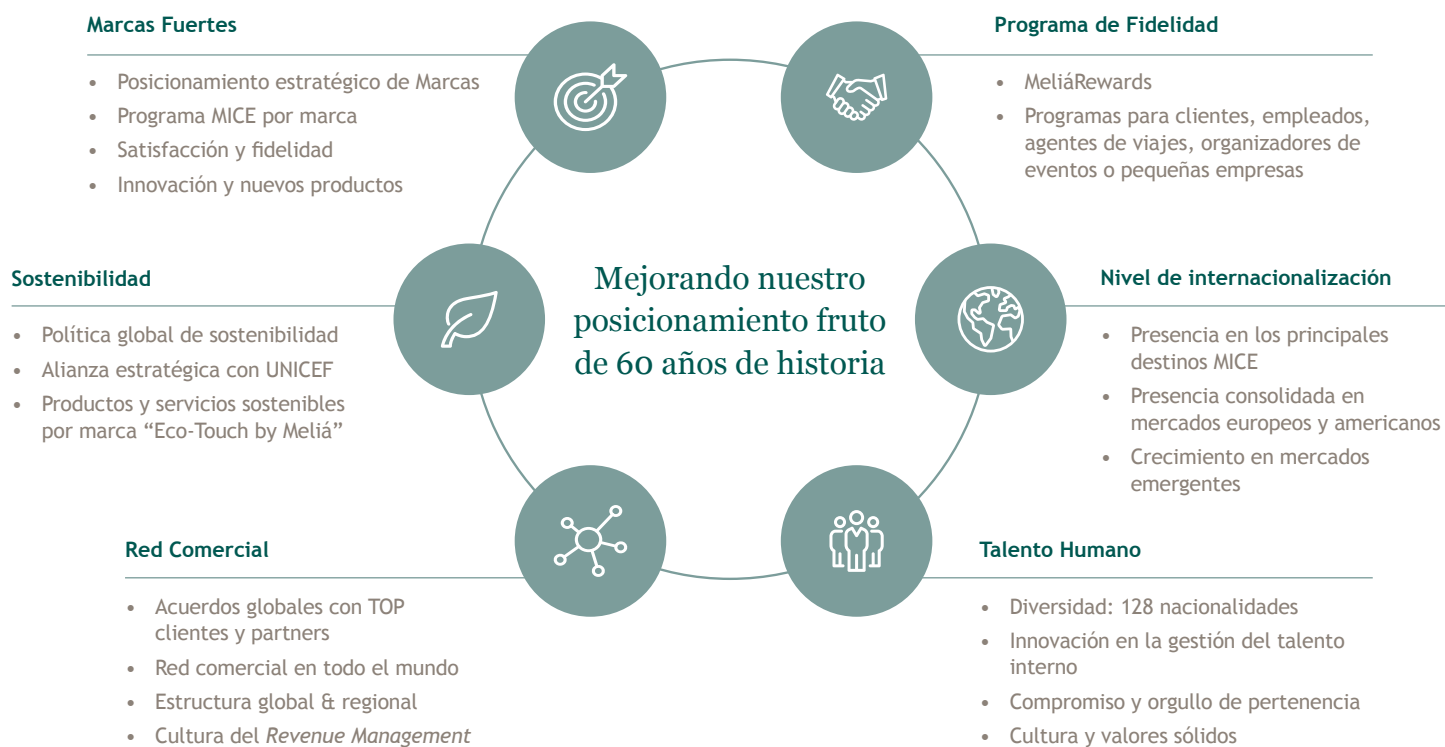 Marcas Fuertes
• Posicionamiento estratégico de Marcas
• Programa MICE por marca
• Satisfacción y fidelidad
• Innovación y nuevos productos
Programa de Fidelidad
• MeliáRewards
• Programas para clientes, empleados,
agentes de viajes, organizadores de
eventos o pequeñas empresas
Sostenibilidad
• Política global de sostenibilidad
• Alianza estratégica con UNICEF
• Productos y servicios sostenibles
por marca “Eco-Touch by Meliá”
Mejorando nuestro
posicionamiento fruto
de 60 años de historia
Nivel de internacionalización
• Presencia en los principales
destinos MICE
• Presencia consolidada en
mercados europeos y americanos
• Crecimiento en mercados
emergentes
Red Comercial
• Acuerdos globales con TOP
clientes y partners
• Red comercial en todo el mundo
• Estructura global & regional
• Cultura del Revenue Management
Talento Humano
• Diversidad: 128 nacionalidades
• Innovación en la gestión del talento
interno
• Compromiso y orgullo de pertenencia
• Cultura y valores sólidos